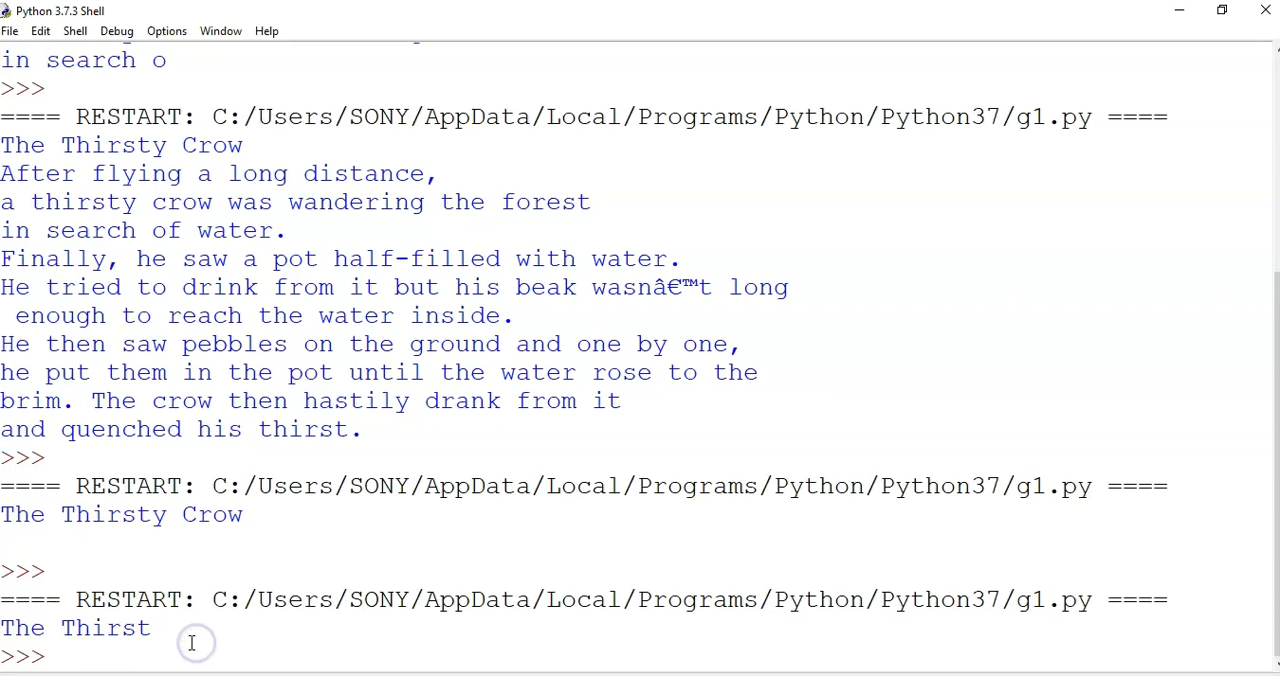 Python 3.7.3 Shell
File Edit Shell Debug Options Window Help
in search o
>>>
==== RESTART: C:/Users/SONY/AppData/Local/Programs/Python/Python37/g1.py ====
The Thirsty Crow
After flying a long distance,
a thirsty crow was wandering the forest
in search of water.
Finally, he saw a pot half-filled with water.
He tried to drink from it but his beak wasnâ€™t long
 enough to reach the water inside.
He then saw pebbles on the ground and one by one,
he put them in the pot until the water rose to the
brim. The crow then hastily drank from it
and quenched his thirst.
>>>
==== RESTART: C:/Users/SONY/AppData/Local/Programs/Python/Python37/g1.py ====
The Thirsty Crow
>>>
==== RESTART: C:/Users/SONY/AppData/Local/Programs/Python/Python37/g1.py ====
The Thirst
>>>